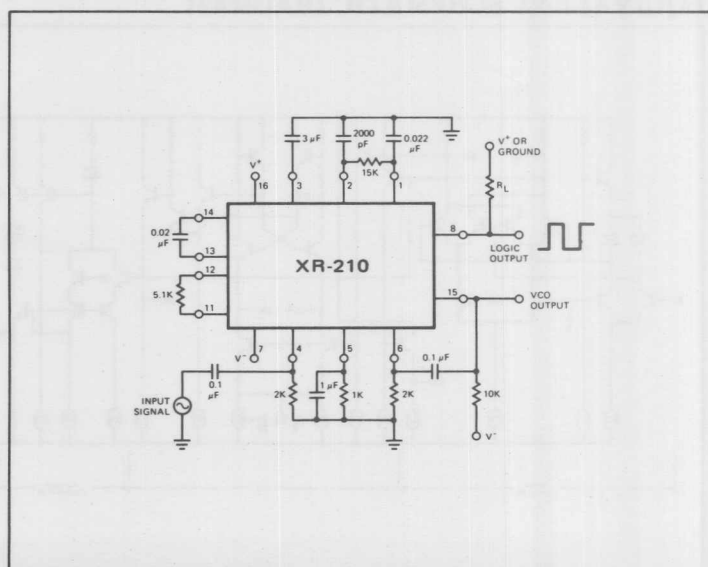 3 µF
2000
pF
0.022
µF
15K
V+
16
3
2
1
V+ OR
GROUND
RL
14
0.02
µF
13
12
5.1K
11
XR-210
8
LOGIC
OUTPUT
15
VCO
OUTPUT
7
V-
4
5
6
0.1
µF
INPUT
SIGNAL
2K
1 µF
1K
2K
0.1 µF
10K
V-